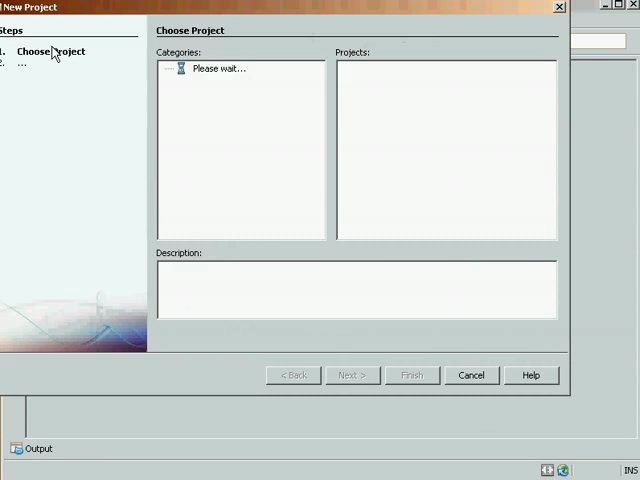 New Project
Steps
1. Choose Project
2. ...
Choose Project
Categories:
Projects:
Please wait...
Description:
< Back
Next >
Finish
Cancel
Help
Output
INS